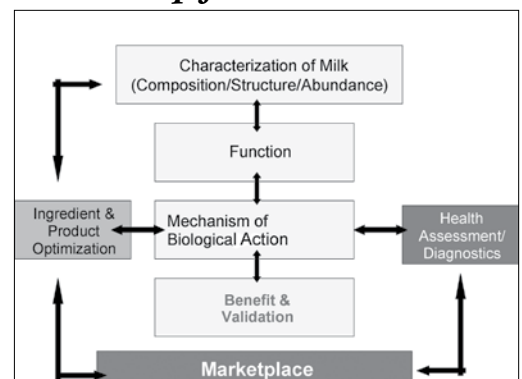 Characterization of Milk
(Composition/Structure/Abundance)
Function
Ingredient &
Product
Optimization
Mechanism of
Biological Action
Health
Assessment/
Diagnostics
Benefit &
Validation
Marketplace